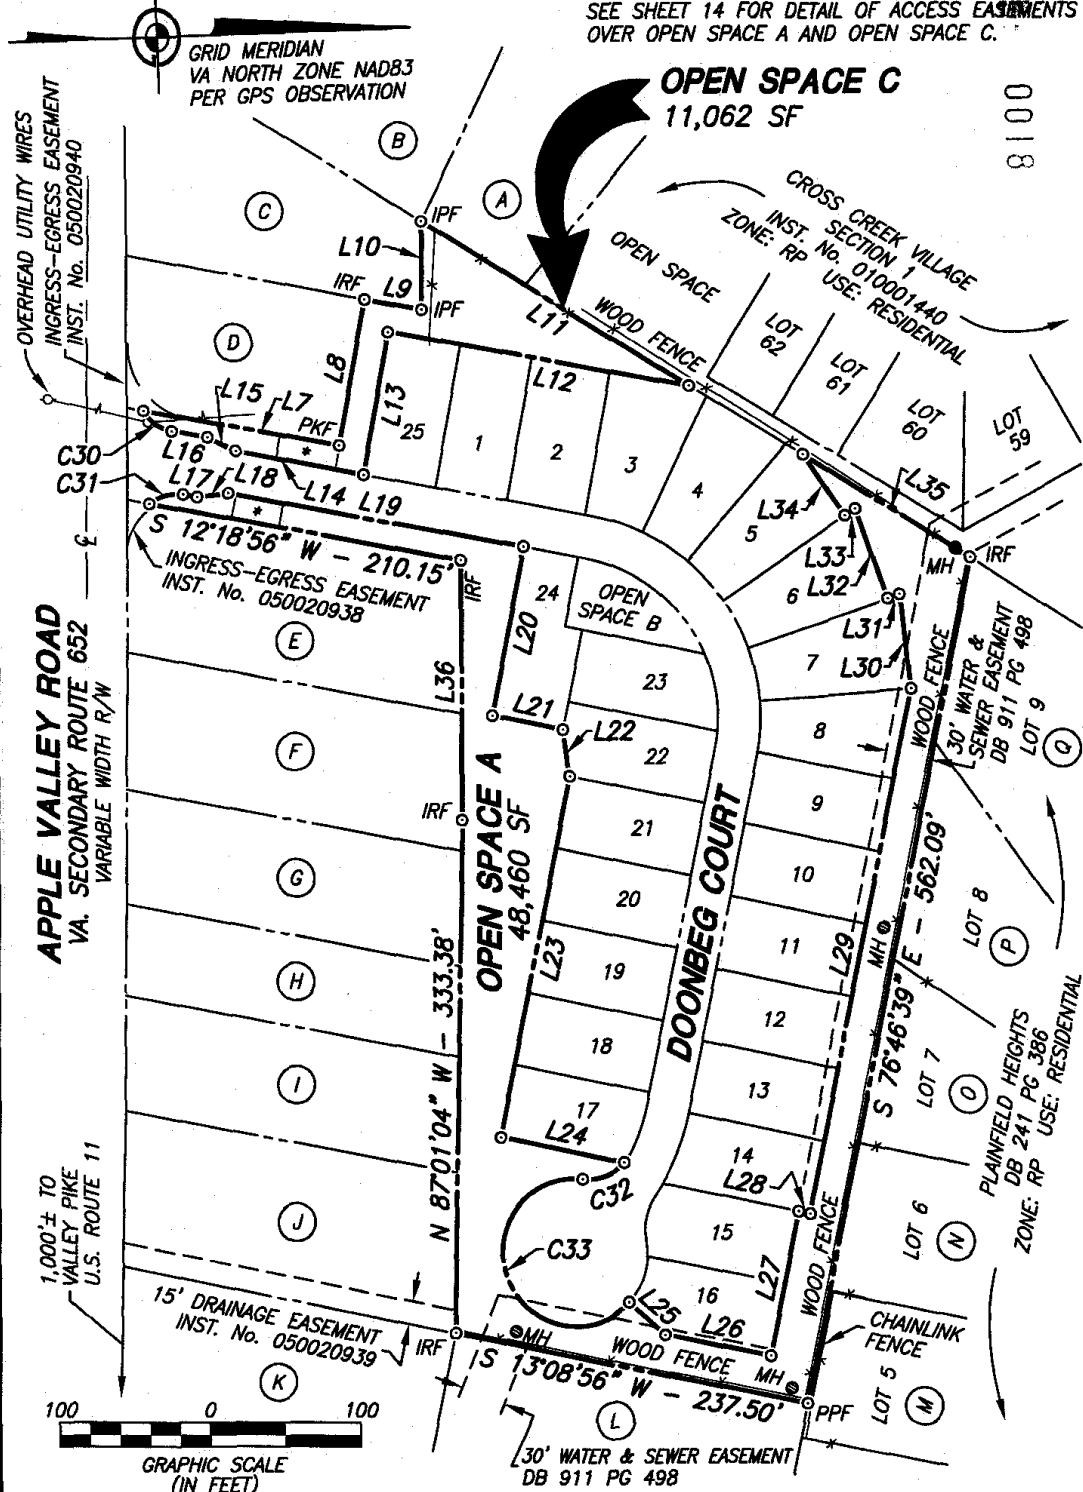 SEE SHEET 14 FOR DETAIL OF ACCESS EASEMENTS
OVER OPEN SPACE A AND OPEN SPACE C.
GRID MERIDIAN
VA NORTH ZONE NAD83
PER GPS OBSERVATION
OPEN SPACE C
11,062 SF
0018
OVERHEAD UTILITY WIRES
INGRESS-EGRESS EASEMENT
INST. No. 050020940
B
C
A
D
IPF
L10
IRF
L9
IPF
L8
L11
WOOD FENCE
OPEN SPACE
CROSS CREEK VILLAGE
SECTION 1
INST. No. 010001440
ZONE: RP USE: RESIDENTIAL
LOT
62
LOT
61
LOT
60
LOT
59
L12
L13
L15
L7
PKF
*
C30
L16
C31
L17
L18
L14
L19
*
25
1
2
3
4
5
6
7
8
9
10
11
12
13
14
15
16
17
18
19
20
21
22
23
24
OPEN
SPACE B
L34
L35
L33
L32
L31
L30
MH
IRF
S 12°18'56" W - 210.15'
INGRESS-EGRESS EASEMENT
INST. No. 050020938
IRF
L20
L21
L22
L36
E
F
G
H
I
J
K
L
APPLE VALLEY ROAD
VA. SECONDARY ROUTE 652
VARIABLE WIDTH R/W
℄
IRF
OPEN SPACE A
48,460 SF
L23
DOONBEG COURT
WOOD FENCE
30' WATER &
SEWER EASEMENT
DB 911 PG 498
LOT 9
Q
L29
MH
S 76°46'39" E - 562.09'
LOT 8
P
LOT 7
O
LOT 6
N
LOT 5
M
PLAINFIELD HEIGHTS
DB 241 PG 386
ZONE: RP USE: RESIDENTIAL
N 87°01'04" W - 333.38'
L24
C32
C33
L28
L27
WOOD FENCE
L25
L26
1,000'± TO
VALLEY PIKE
U.S. ROUTE 11
15' DRAINAGE EASEMENT
INST. No. 050020939
IRF
MH
WOOD FENCE
MH
S 13°08'56" W - 237.50'
CHAINLINK
FENCE
PPF
30' WATER & SEWER EASEMENT
DB 911 PG 498
100 0 100
GRAPHIC SCALE
(IN FEET)